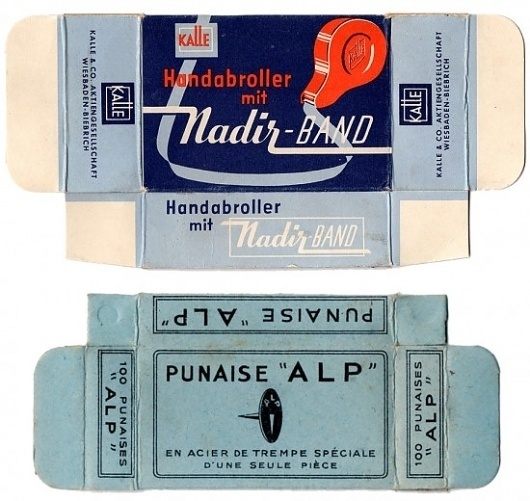 KALLE
Handabroller
mit
Nadir-BAND
KALLE & CO. AKTIENGESELLSCHAFT
WIESBADEN-BIEBRICH
KALLE
KALLE
KALLE & CO. AKTIENGESELLSCHAFT
WIESBADEN-BIEBRICH
Handabroller
mit
Nadir-BAND
PUNAISE "ALP"
100 PUNAISES
"ALP"
PUNAISE "ALP"
ALP
EN ACIER DE TREMPE SPÉCIALE
D'UNE SEULE PIÈCE
100 PUNAISES
"ALP"